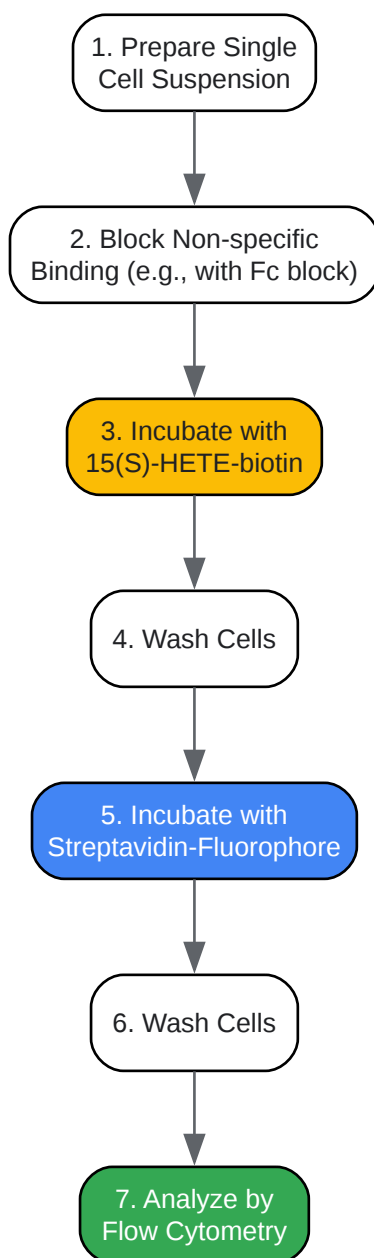 1. Prepare Single
Cell Suspension
2. Block Non-specific
Binding (e.g., with Fc block)
3. Incubate with
15(S)-HETE-biotin
4. Wash Cells
5. Incubate with
Streptavidin-Fluorophore
6. Wash Cells
7. Analyze by
Flow Cytometry